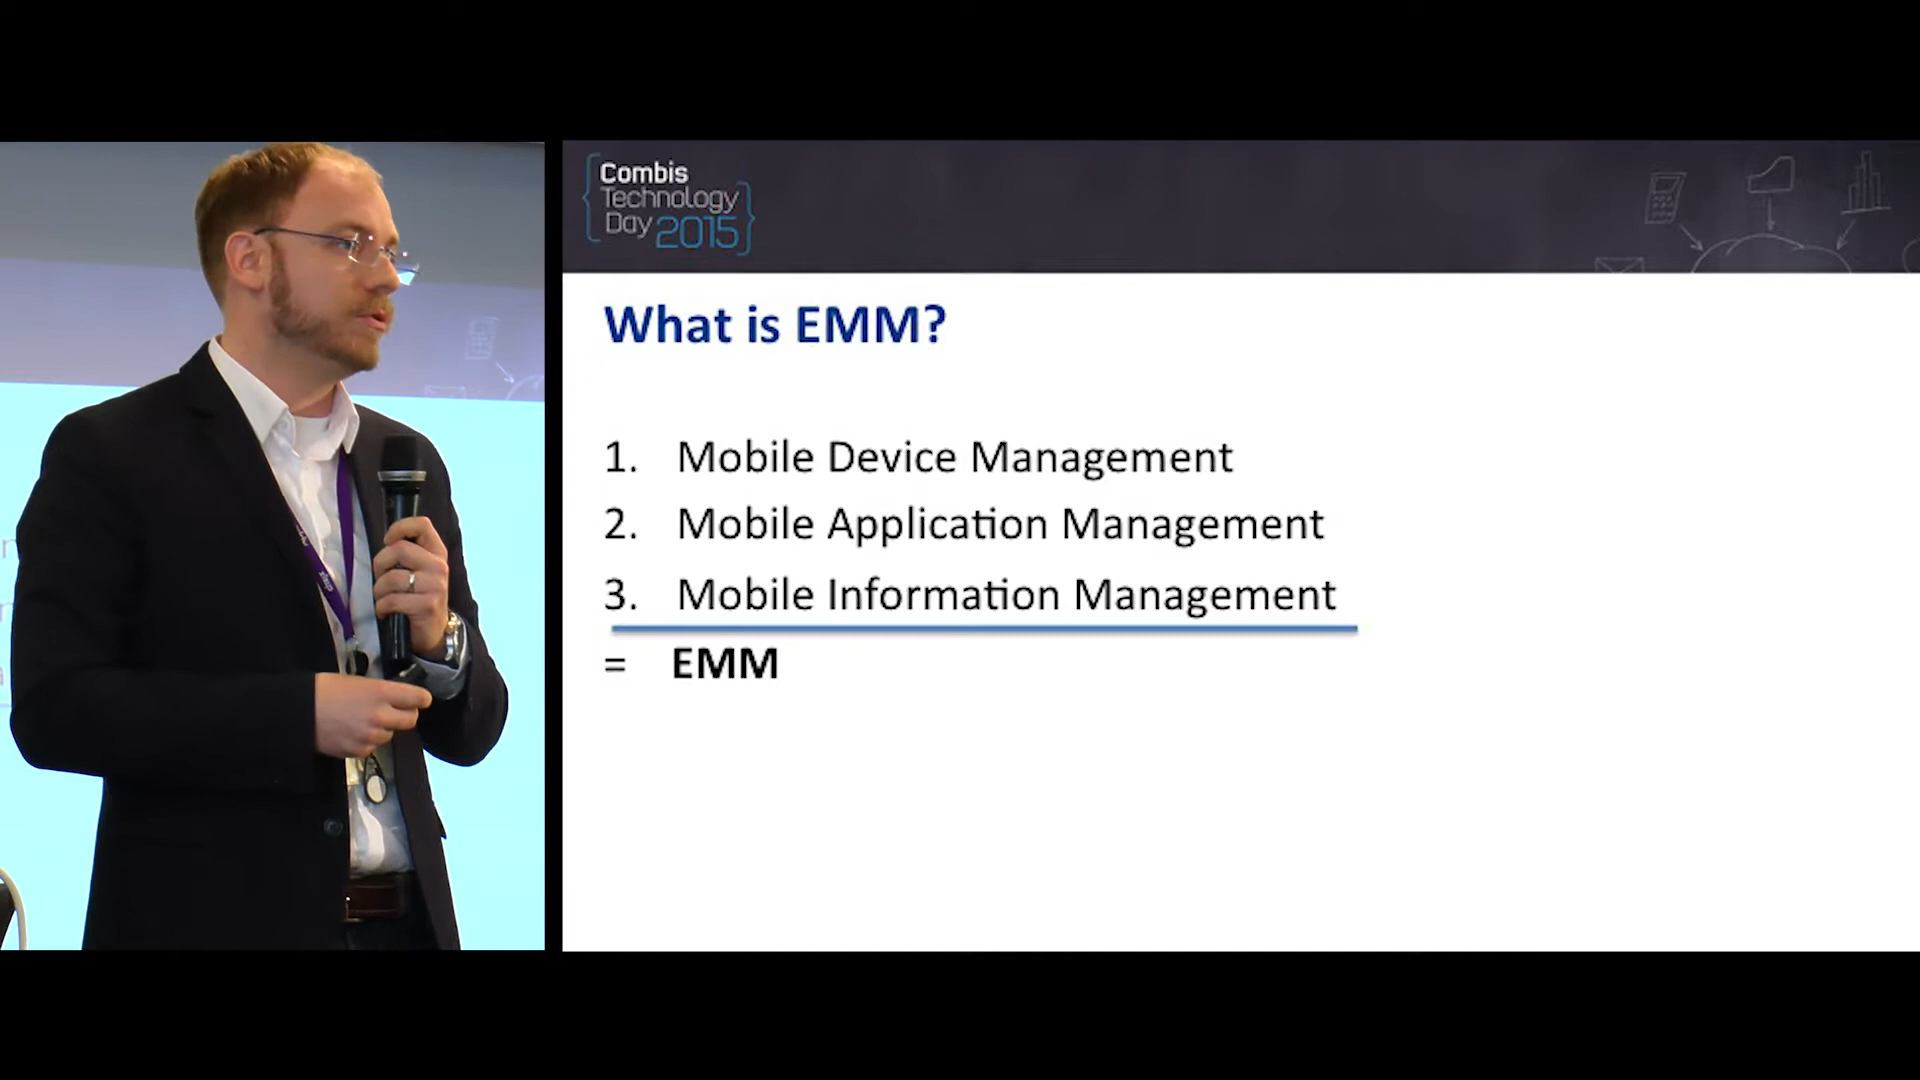 Combis
Technology
Day 2015
What is EMM?
1. Mobile Device Management
2. Mobile Application Management
3. Mobile Information Management
= EMM